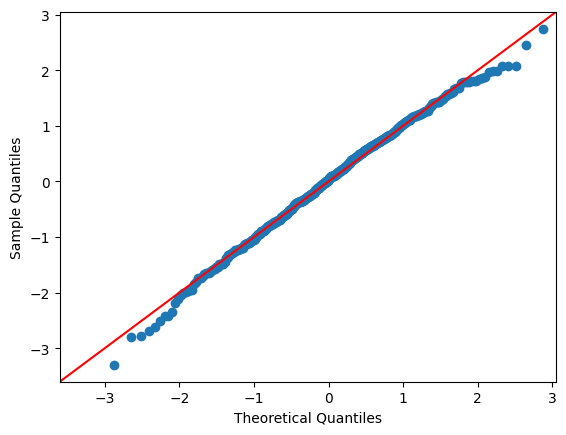 3
2
1
0
−1
−2
−3
Sample Quantiles
−3 −2 −1 0 1 2 3
Theoretical Quantiles